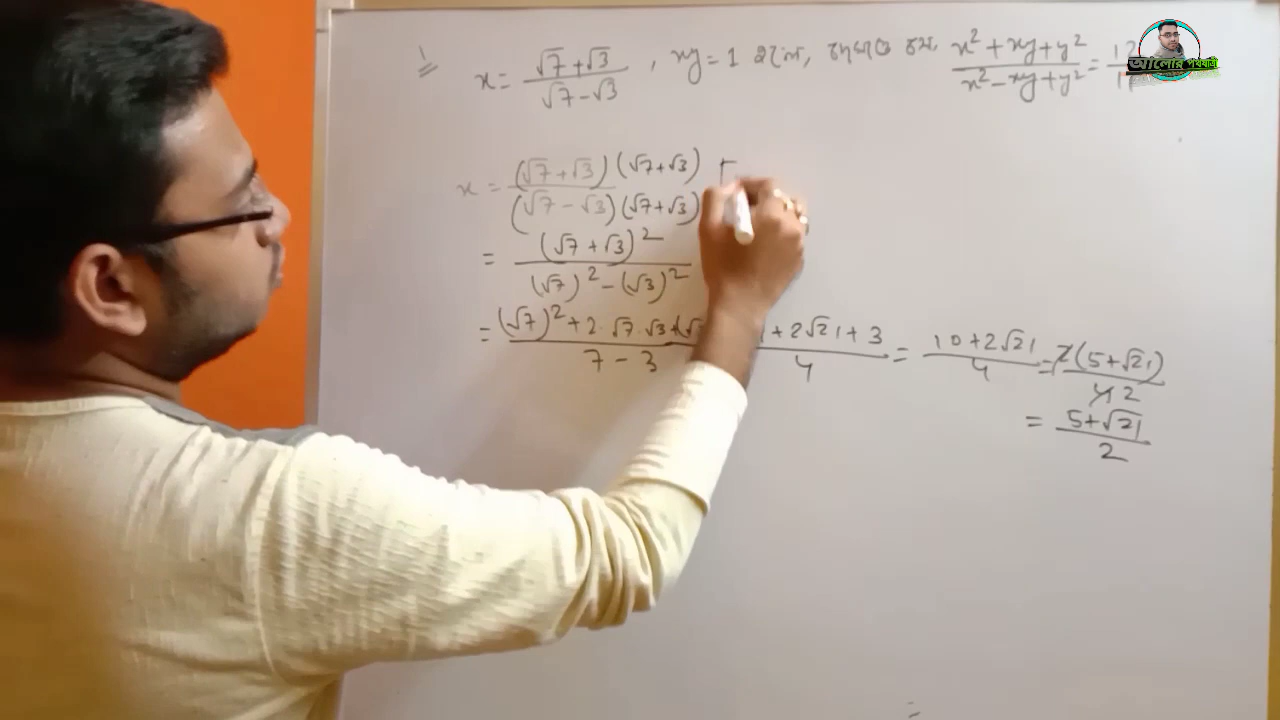 ১
x = (√7 + √3) / (√7 − √3) , xy = 1 হলে, দেখাও যে, (x² + xy + y²) / (x² − xy + y²) = 12
আলোর পথযাত্রী
x = (√7 + √3) (√7 + √3) / (√7 − √3) (√7 + √3) [
= (√7 + √3)² / (√7)² − (√3)²
= (√7)² + 2 · √7 · √3 + (√ / 7 − 3 + 2√21 + 3 / 4 = 10 + 2√21 / 4 = 2(5 + √21) / 4 2
= 5 + √21 / 2
=